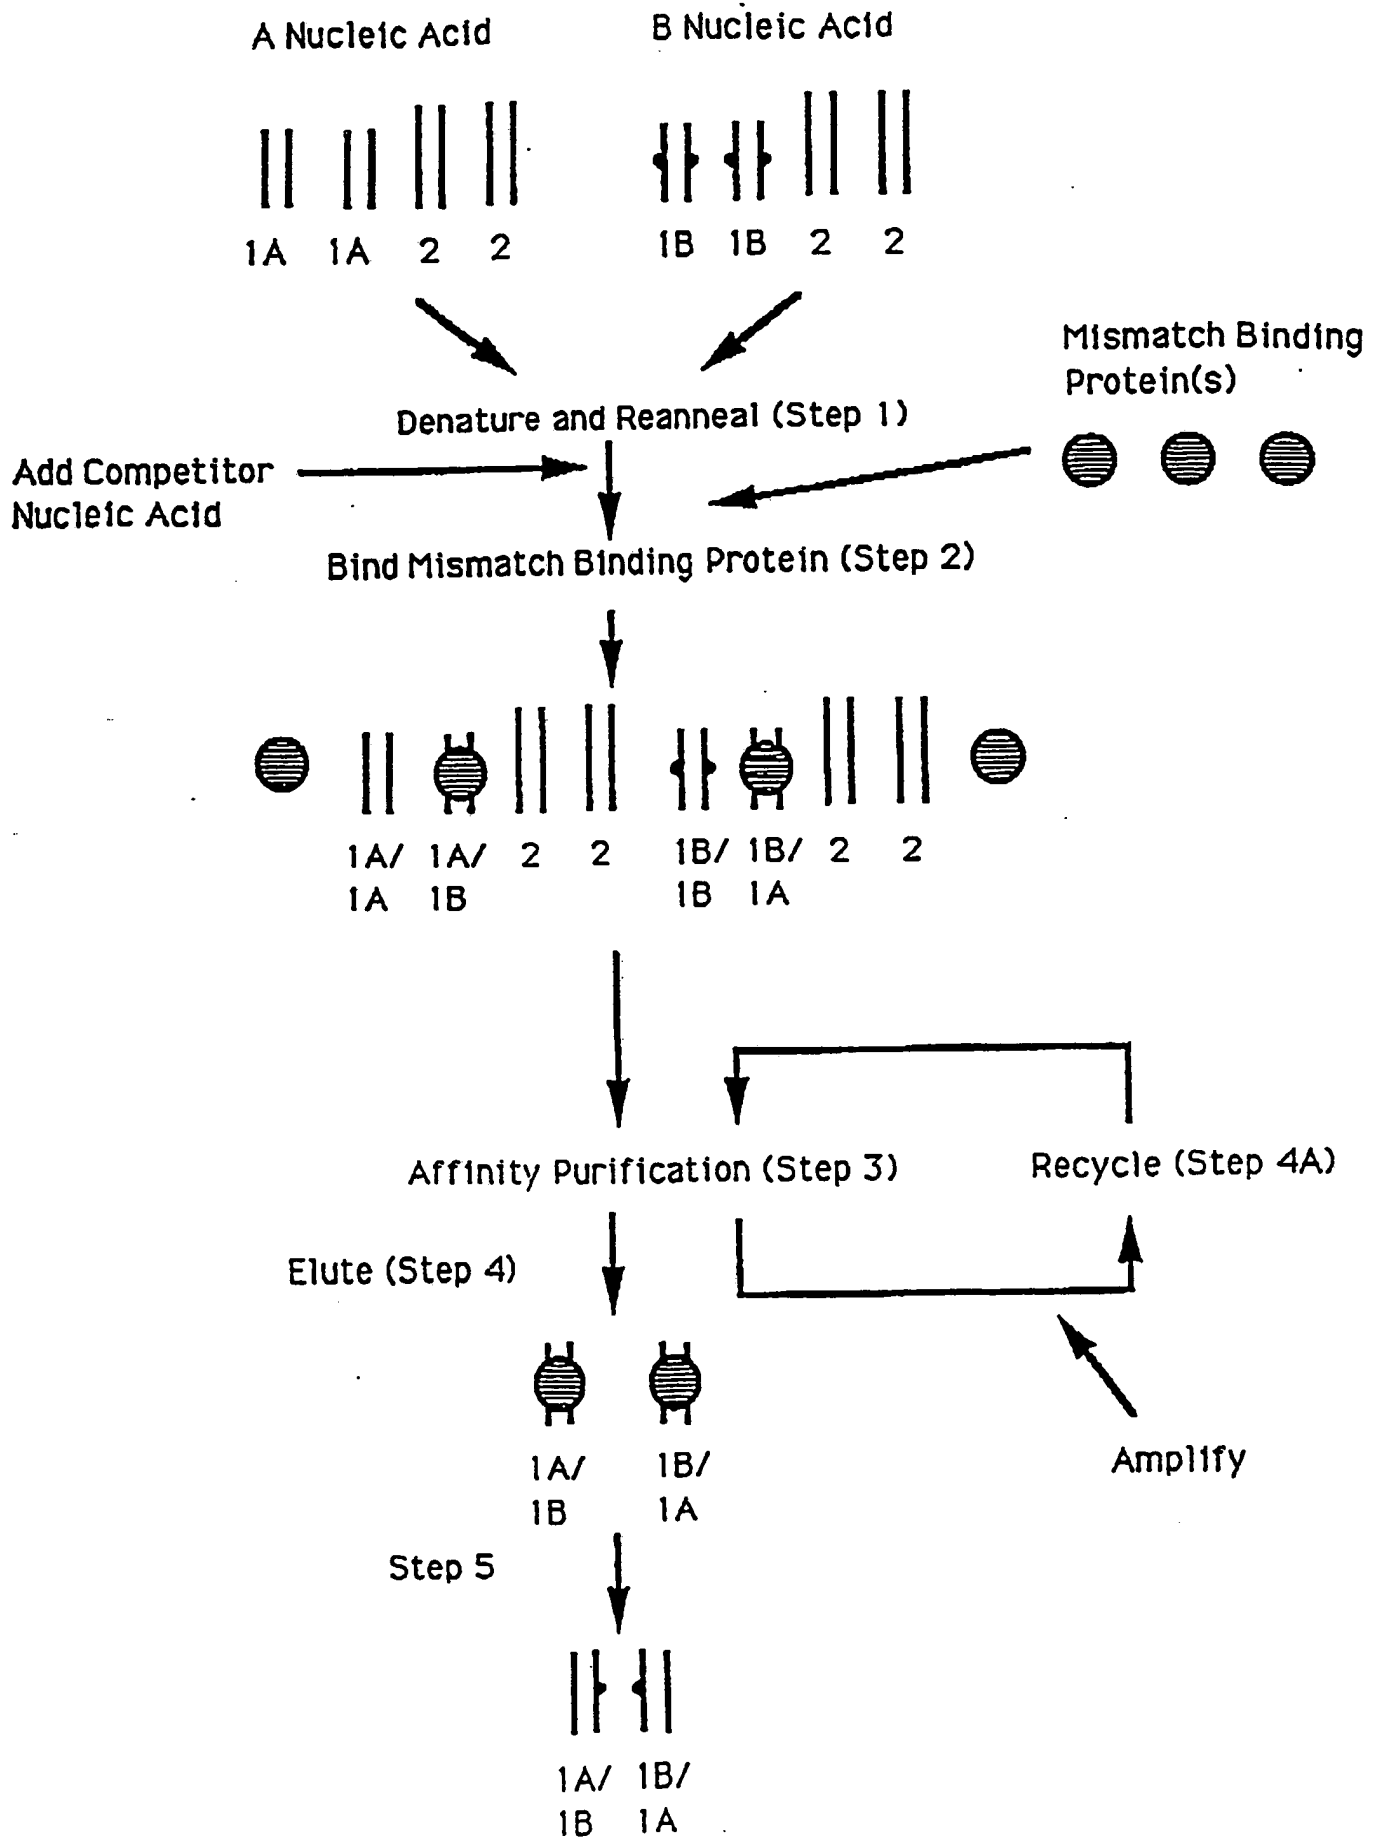 A Nucleic Acid
B Nucleic Acid
1A 1A 2 2
1B 1B 2 2
Mismatch Binding
Protein(s)
Denature and Reanneal (Step 1)
Add Competitor
Nucleic Acid
Bind Mismatch Binding Protein (Step 2)
1A/ 1A/ 2 2 1B/ 1B/ 2 2
1A 1B 1B 1A
Affinity Purification (Step 3)
Recycle (Step 4A)
Elute (Step 4)
1A/ 1B/
1B 1A
Amplify
Step 5
1A/ 1B/
1B 1A